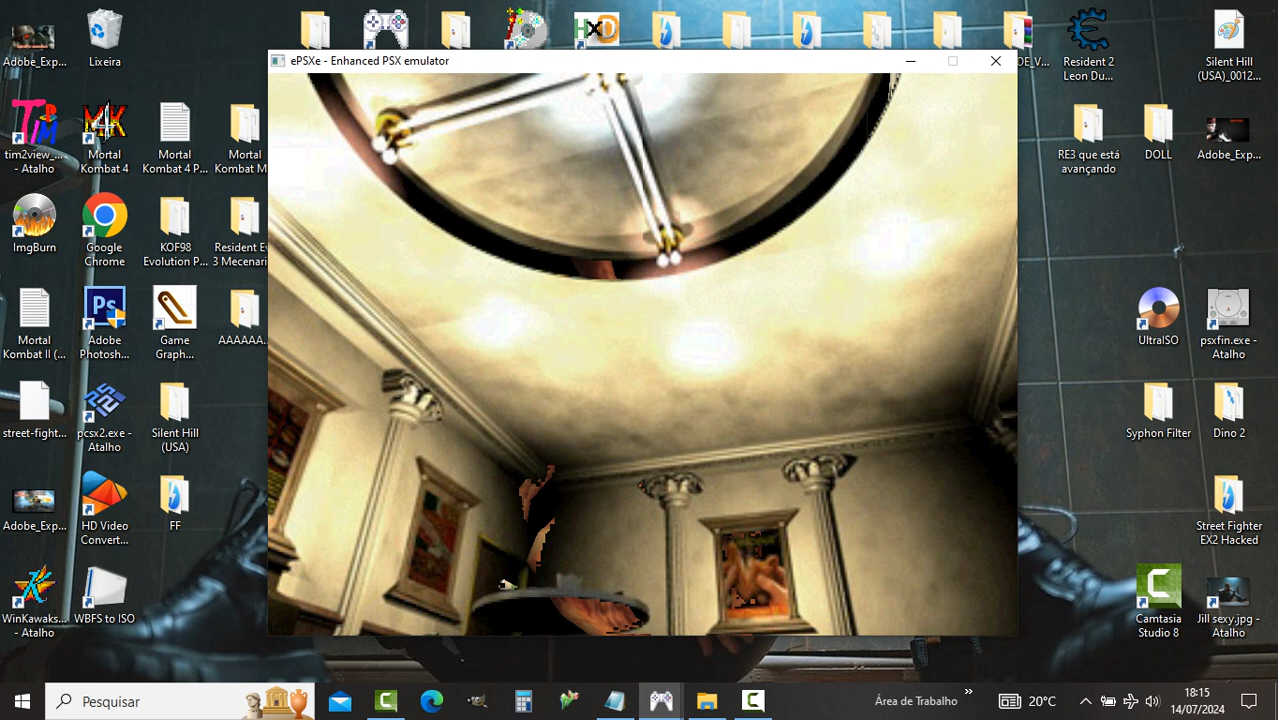 ePSXe - Enhanced PSX emulator
Adobe_Exp...
Lixeira
DE_V...
Resident 2
Leon Du...
Silent Hill
(USA)_0012...
tim2view_...
- Atalho
Mortal
Kombat 4
Mortal
Kombat 4 P...
Mortal
Kombat M
RE3 que está
avançando
DOLL
Adobe_Exp...
ImgBurn
Google
Chrome
KOF98
Evolution P...
Resident Ev
3 Mecenari
Mortal
Kombat II (...
Adobe
Photosh...
Game
Graph...
AAAAAA...
UltraISO
psxfin.exe -
Atalho
street-fight...
pcsx2.exe -
Atalho
Silent Hill
(USA)
Syphon Filter
Dino 2
Adobe_Exp...
HD Video
Convert...
FF
Street Fighter
EX2 Hacked
WinKawaks...
- Atalho
WBFS to ISO
Camtasia
Studio 8
Jill sexy.jpg -
Atalho
Pesquisar
Área de Trabalho
20°C
18:15
14/07/2024